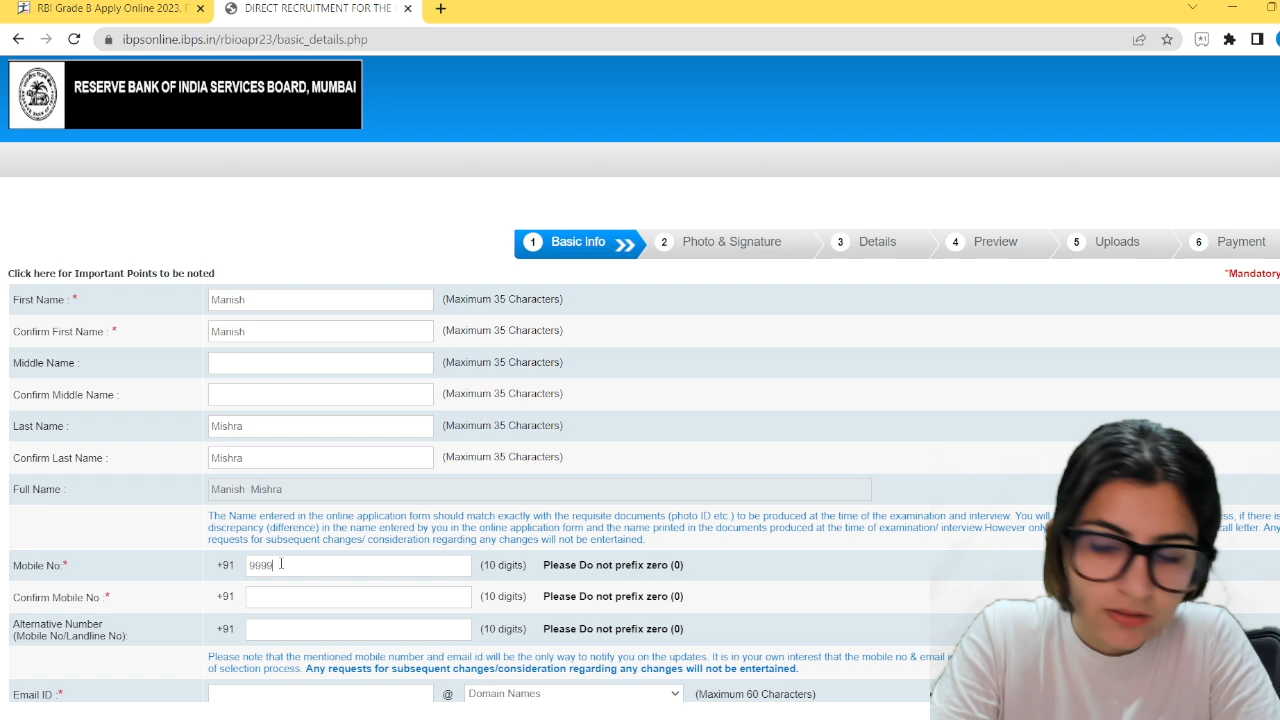 RBI Grade B Apply Online 2023.
DIRECT RECRUITMENT FOR THE
ibpsonline.ibps.in/rbioapr23/basic_details.php
RESERVE BANK OF INDIA SERVICES BOARD, MUMBAI
1 Basic Info 2 Photo & Signature 3 Details 4 Preview 5 Uploads 6 Payment
Click here for Important Points to be noted
*Mandatory
First Name : * Manish (Maximum 35 Characters)
Confirm First Name : * Manish (Maximum 35 Characters)
Middle Name : (Maximum 35 Characters)
Confirm Middle Name : (Maximum 35 Characters)
Last Name : Mishra (Maximum 35 Characters)
Confirm Last Name : Mishra (Maximum 35 Characters)
Full Name : Manish Mishra
The Name entered in the online application form should match exactly with the requisite documents (photo ID etc.) to be produced at the time of the examination and interview. You will ess, if there is
discrepancy (difference) in the name entered by you in the online application form and the name printed in the documents produced at the time of examination/ interview.However only call letter. Any
requests for subsequent changes/ consideration regarding any changes will not be entertained.
Mobile No:* +91 9999 (10 digits) Please Do not prefix zero (0)
Confirm Mobile No : * +91 (10 digits) Please Do not prefix zero (0)
Alternative Number
(Mobile No/Landline No): +91 (10 digits) Please Do not prefix zero (0)
Please note that the mentioned mobile number and email id will be the only way to notify you on the updates. It is in your own interest that the mobile no & email
of selection process. Any requests for subsequent changes/consideration regarding any changes will not be entertained.
Email ID :* @ Domain Names (Maximum 60 Characters)